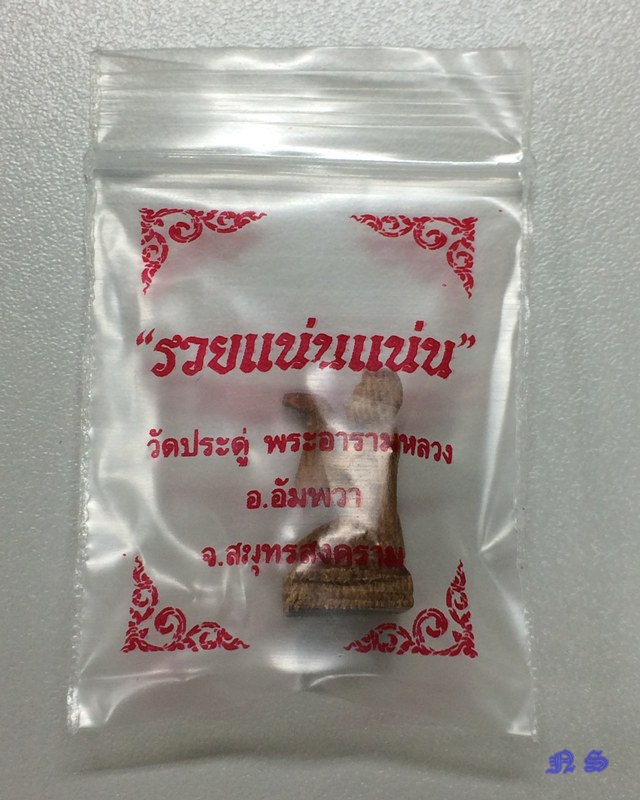 “รวยแน่นแน่น”
วัดประดู่ พระอารามหลวง
อ.อัมพวา
จ.สมุทรสงคราม
N S